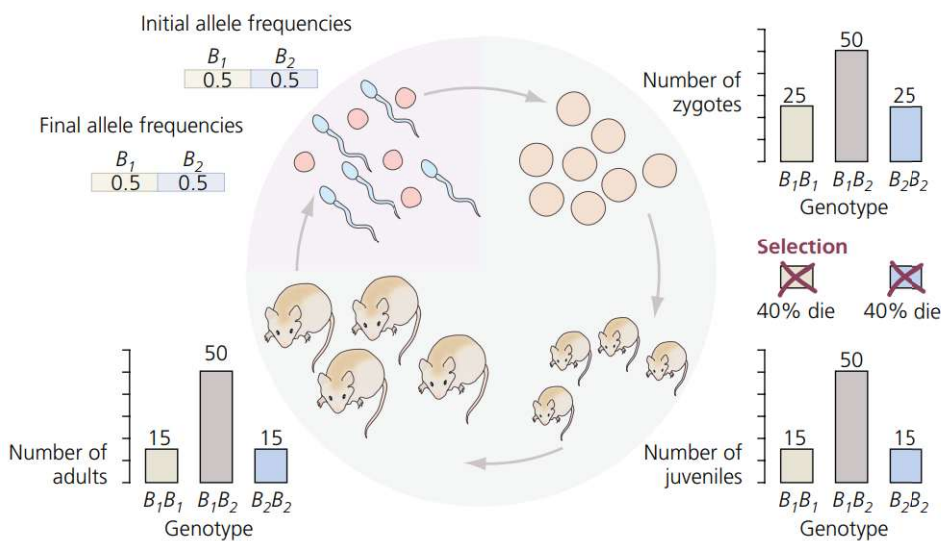 Initial allele frequencies
B1 B2
0.5 0.5
Final allele frequencies
B1 B2
0.5 0.5
Number of
zygotes
25 50 25
B1B1 B1B2 B2B2
Genotype
Selection
40% die 40% die
Number of
adults
15 50 15
B1B1 B1B2 B2B2
Genotype
Number of
juveniles
15 50 15
B1B1 B1B2 B2B2
Genotype